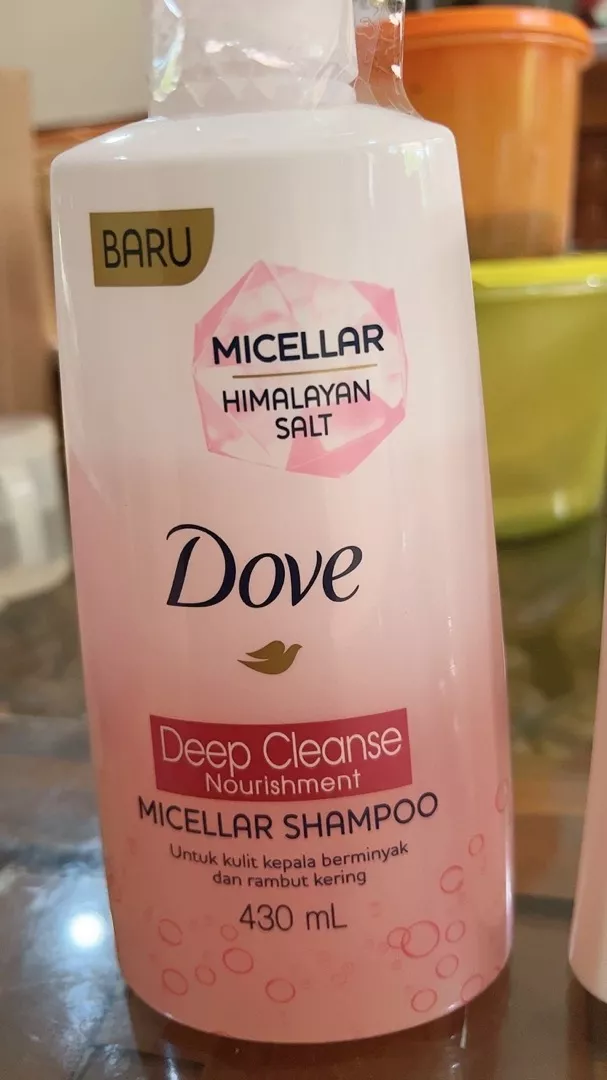 BARU
MICELLAR
HIMALAYAN
SALT
Dove
Deep Cleanse
Nourishment
MICELLAR SHAMPOO
Untuk kulit kepala berminyak
dan rambut kering
430 mL